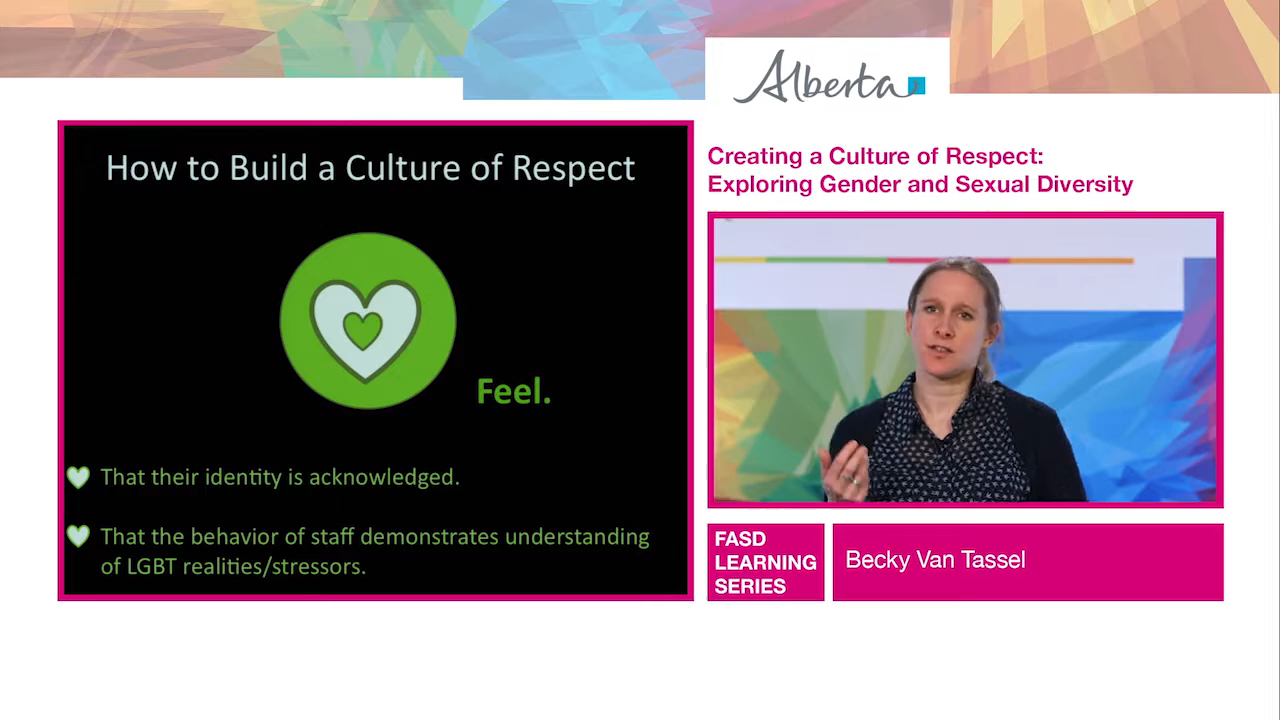 Alberta
How to Build a Culture of Respect
Feel.
That their identity is acknowledged.
That the behavior of staff demonstrates understanding
of LGBT realities/stressors.
Creating a Culture of Respect:
Exploring Gender and Sexual Diversity
FASD
LEARNING
SERIES
Becky Van Tassel